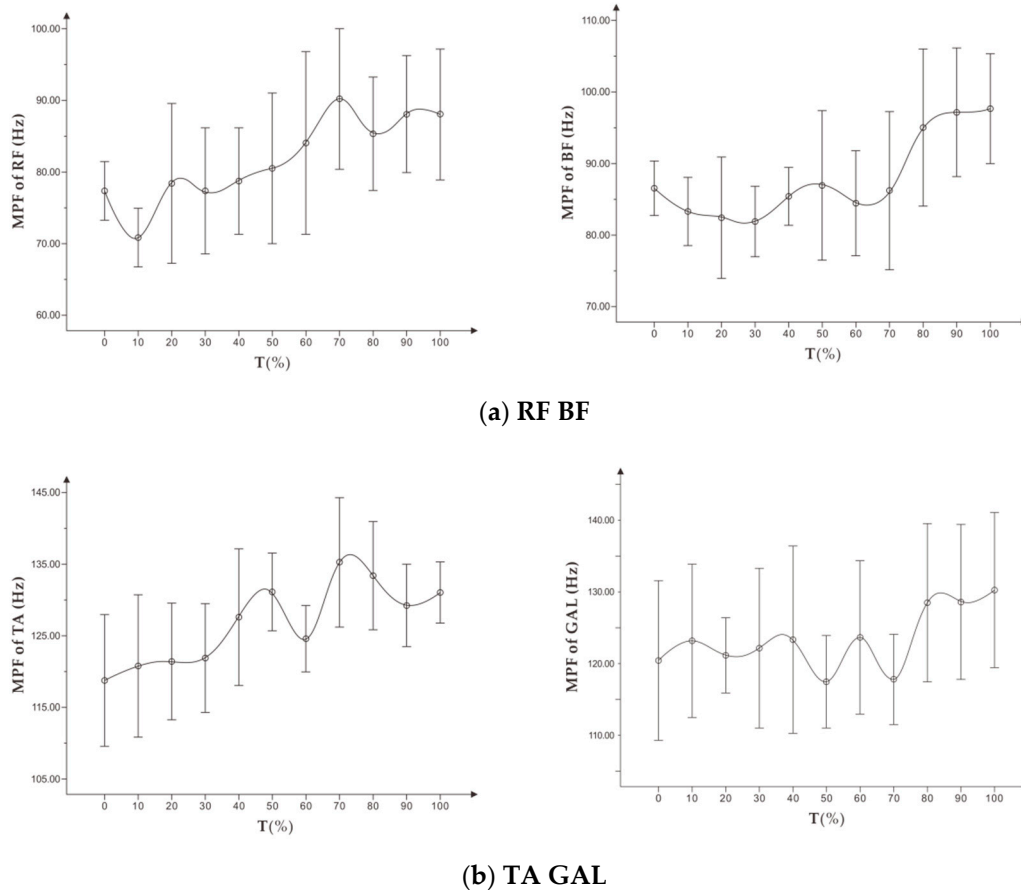 MPF of RF (Hz)
100.00
90.00
80.00
70.00
60.00
0 10 20 30 40 50 60 70 80 90 100
T(%)
MPF of BF (Hz)
110.00
100.00
90.00
80.00
70.00
0 10 20 30 40 50 60 70 80 90 100
T(%)
(a) RF BF
MPF of TA (Hz)
145.00
135.00
125.00
115.00
105.00
0 10 20 30 40 50 60 70 80 90 100
T(%)
MPF of GAL (Hz)
140.00
130.00
120.00
110.00
0 10 20 30 40 50 60 70 80 90 100
T(%)
(b) TA GAL